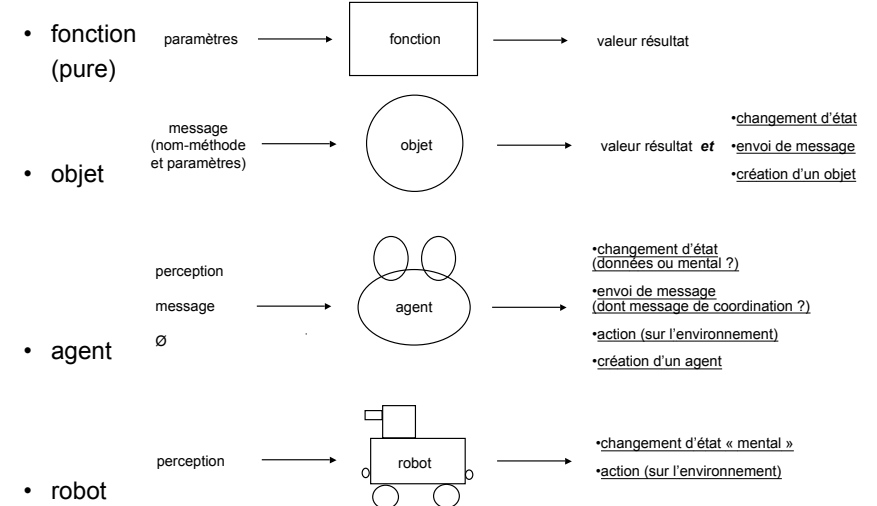 • fonction
(pure)
paramètres
fonction
valeur résultat
• objet
message
(nom-méthode
et paramètres)
objet
valeur résultat et
•changement d'état
•envoi de message
•création d'un objet
• agent
perception
message
Ø
agent
•changement d'état
(données ou mental ?)
•envoi de message
(dont message de coordination ?)
•action (sur l'environnement)
•création d'un agent
• robot
perception
robot
•changement d'état « mental »
•action (sur l'environnement)